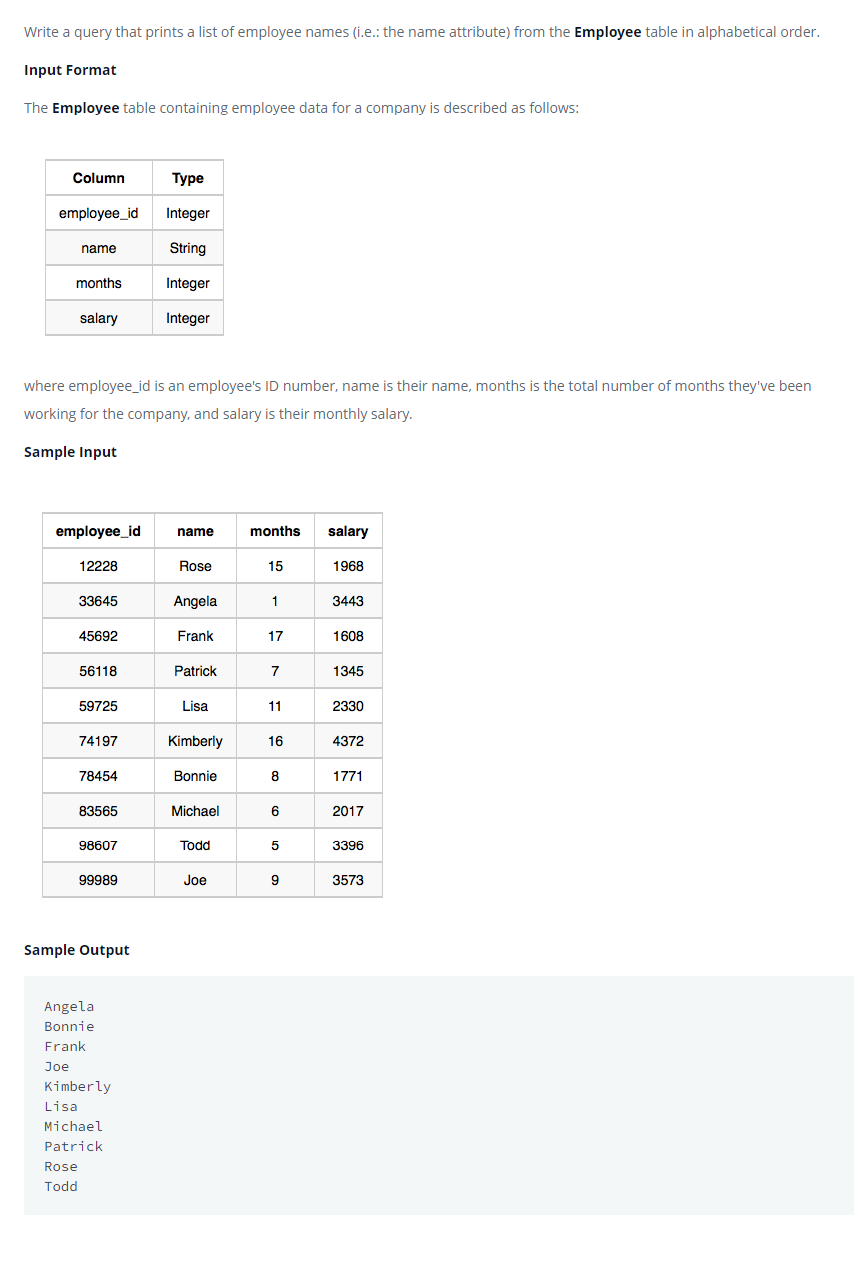 Write a query that prints a list of employee names (i.e.: the name attribute) from the Employee table in alphabetical order.
Input Format
The Employee table containing employee data for a company is described as follows:
Column Type
employee_id Integer
name String
months Integer
salary Integer
where employee_id is an employee's ID number, name is their name, months is the total number of months they've been
working for the company, and salary is their monthly salary.
Sample Input
employee_id name months salary
12228 Rose 15 1968
33645 Angela 1 3443
45692 Frank 17 1608
56118 Patrick 7 1345
59725 Lisa 11 2330
74197 Kimberly 16 4372
78454 Bonnie 8 1771
83565 Michael 6 2017
98607 Todd 5 3396
99989 Joe 9 3573
Sample Output
Angela
Bonnie
Frank
Joe
Kimberly
Lisa
Michael
Patrick
Rose
Todd